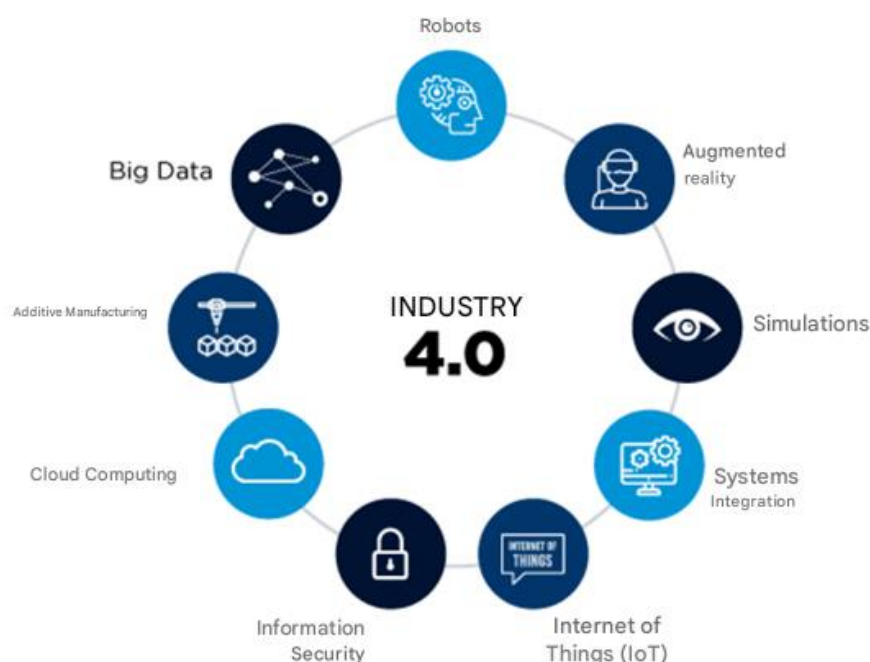 Robots
Augmented
reality
Big Data
Additive Manufacturing
INDUSTRY
4.0
Simulations
Cloud Computing
Systems
Integration
INTERNET OF
THINGS
Information
Security
Internet of
Things (IoT)